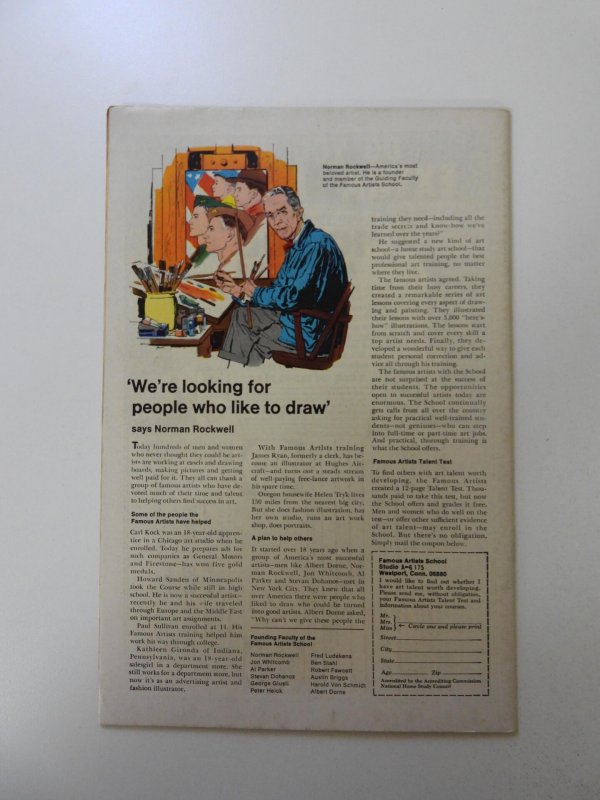 Norman Rockwell—America's most
beloved artist. He is a founder
and member of the Guiding Faculty
of the Famous Artists School.
'We're looking for
people who like to draw'
says Norman Rockwell
Today hundreds of men and women
who never thought they could be art-
ists are working at easels and drawing
boards, making pictures and getting
well paid for it. They all can thank a
group of famous artists who have de-
voted much of their time and talent
to helping others find success in art.
Some of the people the
Famous Artists have helped
Carl Kock was an 18-year-old appren-
tice in a Chicago art studio when he
enrolled. Today he prepares ads for
such companies as General Motors
and Firestone—has won five gold
medals.
Howard Sanden of Minneapolis
took the Course while still in high
school. He is now a successful artist—
recently he and his wife traveled
through Europe and the Middle East
on important art assignments.
Paul Sullivan enrolled at 14. His
Famous Artists training helped him
work his way through college.
Kathleen Gironda of Indiana,
Pennsylvania, was an 18-year-old
salesgirl in a department store. She
still works for a department store, but
now it's as an advertising artist and
fashion illustrator.
With Famous Artists training
James Ryan, formerly a clerk, has be-
come an illustrator at Hughes Air-
craft—and turns out a steady stream
of well-paying free-lance artwork in
his spare time.
Oregon housewife Helen Tryk lives
150 miles from the nearest big city.
But she does fashion illustration, has
her own studio, runs an art work
shop, does portraits.
A plan to help others
It started over 18 years ago when a
group of America's most successful
artists—men like Albert Dorne, Nor-
man Rockwell, Jon Whitcomb, Al
Parker and Stevan Dohanos—met in
New York City. They knew that all
over America there were people who
liked to draw who could be turned
into good artists. Albert Dorne asked,
"Why can't we give these people the
Founding Faculty of the
Famous Artists School
Norman Rockwell
Jon Whitcomb
Al Parker
Stevan Dohanos
George Giusti
Peter Helck
Fred Ludekens
Ben Stahl
Robert Fawcett
Austin Briggs
Harold Von Schmidt
Albert Dorne
training they need—including all the
trade secrets and know-how we've
learned over the years?"
He suggested a new kind of art
school—a home study art school—that
would give talented people the best
professional art training, no matter
where they live.
The famous artists agreed. Taking
time from their busy careers, they
created a remarkable series of art
lessons covering every aspect of draw-
ing and painting. They illustrated
their lessons with over 5,000 "here's
how" illustrations. The lessons start
from scratch and cover every skill a
top artist needs. Finally, they de-
veloped a wonderful way to give each
student personal correction and ad-
vice all through his training.
The famous artists with the School
are not surprised at the success of
their students. The opportunities
open to successful artists today are
enormous. The School continually
gets calls from all over the country
asking for practical well-trained stu-
dents—not geniuses—who can step
into full-time or part-time art jobs.
And practical, thorough training is
what the School offers.
Famous Artists Talent Test
To find others with art talent worth
developing, the Famous Artists
created a 12-page Talent Test. Thou-
sands paid to take this test, but now
the School offers and grades it free.
Men and women who do well on the
test—or offer other sufficient evidence
of art talent—may enroll in the
School. But there's no obligation.
Simply mail the coupon below.
Famous Artists School
Studio
Westport, Conn. 06880
I would like to find out whether I
have art talent worth developing.
Please send me, without obligation,
your Famous Artists Talent Test and
information about your courses.
Mr.
Mrs.
Miss
← Circle one and please print
Street
City
State
Age Zip
Accredited by the Accrediting Commission
National Home Study Council